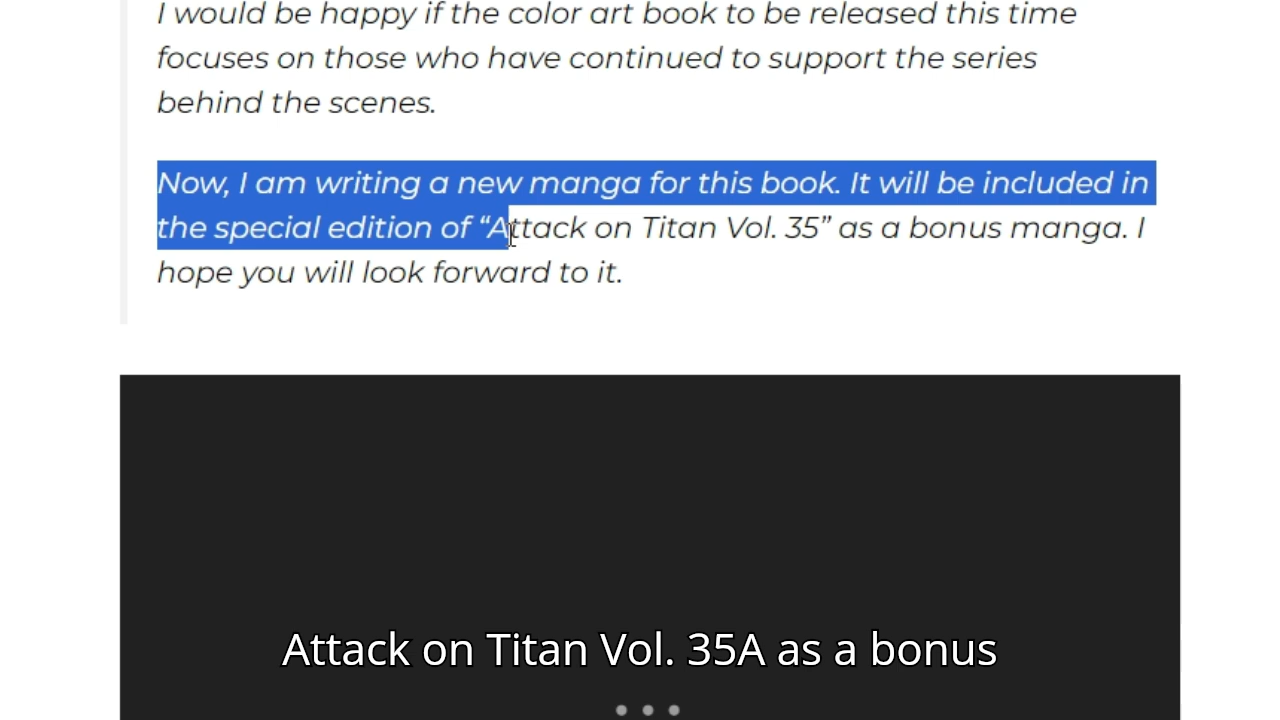 I would be happy if the color art book to be released this time
focuses on those who have continued to support the series
behind the scenes.
Now, I am writing a new manga for this book. It will be included in
the special edition of “Attack on Titan Vol. 35” as a bonus manga. I
hope you will look forward to it.
Attack on Titan Vol. 35A as a bonus